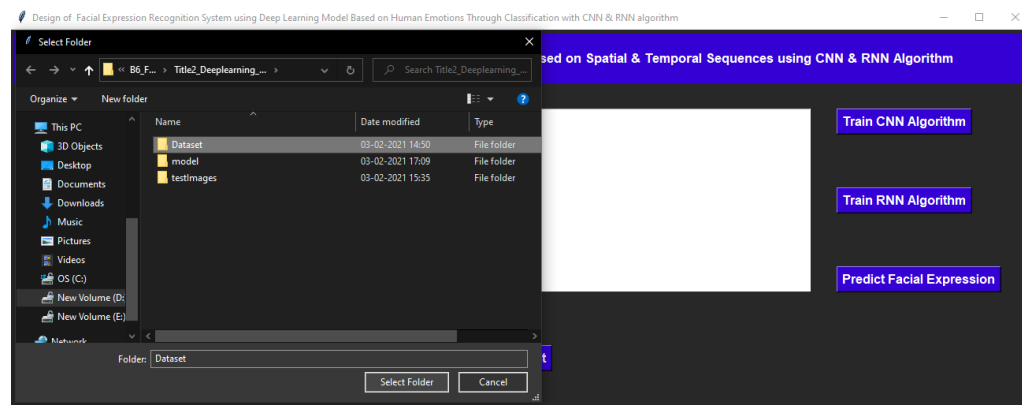 Design of Facial Expression Recognition System using Deep Learning Model Based on Human Emotions Through Classification with CNN & RNN algorithm
Select Folder
sed on Spatial & Temporal Sequences using CNN & RNN Algorithm
« B6_F... › Title2_Deeplearning_... ›
Search Title2_Deeplearning_...
Organize
New folder
Name
Date modified
Type
This PC
3D Objects
Desktop
Documents
Downloads
Music
Pictures
Videos
OS (C:)
New Volume (D:
New Volume (E:)
Network
Dataset 03-02-2021 14:50 File folder
model 03-02-2021 17:09 File folder
testImages 03-02-2021 15:35 File folder
Folder: Dataset
Select Folder
Cancel
Train CNN Algorithm
Train RNN Algorithm
Predict Facial Expression
t